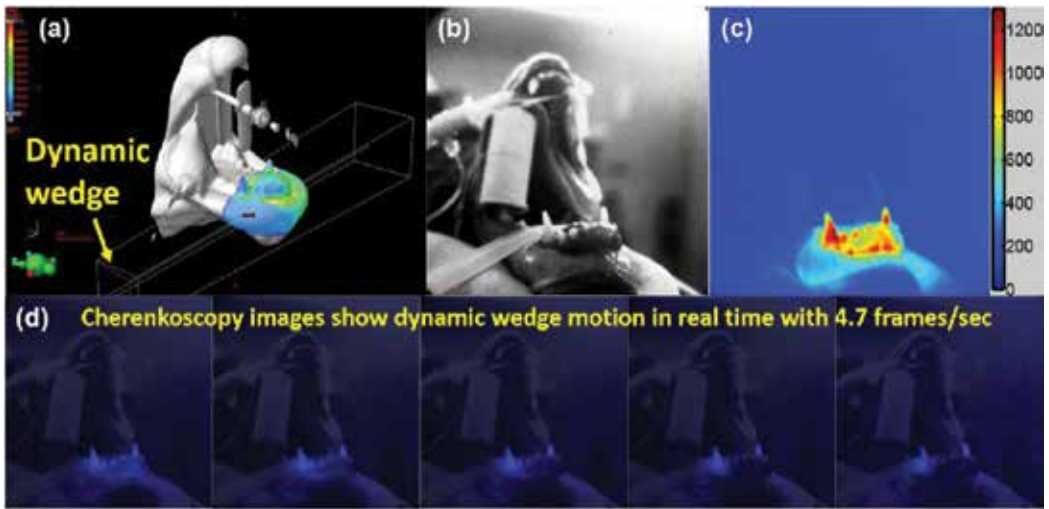 (a)
Dynamic
wedge
(b)
(c)
1200
1000
800
600
400
200
0
(d) Cherenkoscopy images show dynamic wedge motion in real time with 4.7 frames/sec